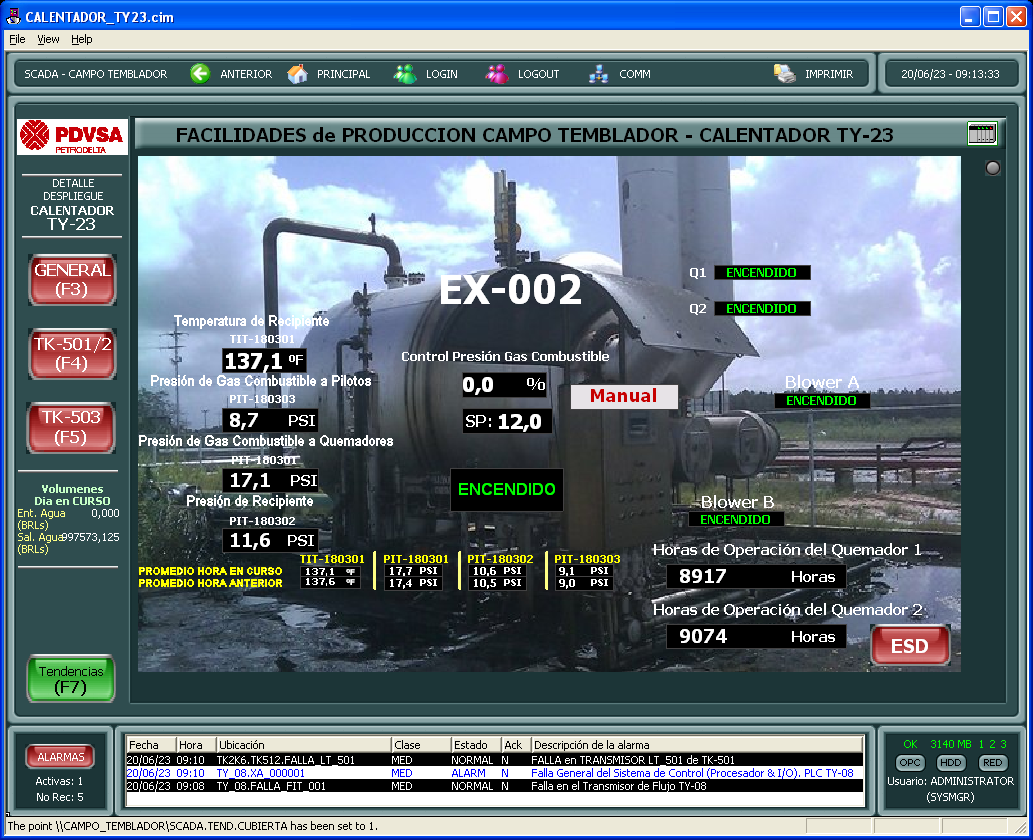 CALENTADOR_TY23.cim
File View Help
SCADA - CAMPO TEMBLADOR ANTERIOR PRINCIPAL LOGIN LOGOUT COMM IMPRIMIR 20/06/23 - 09:13:33
PDVSA
PETRODELTA
FACILIDADES de PRODUCCION CAMPO TEMBLADOR - CALENTADOR TY-23
DETALLE
DESPLIEGUE
CALENTADOR
TY-23
GENERAL
(F3)
TK-501/2
(F4)
TK-503
(F5)
Volumenes
Dia en CURSO
Ent. Agua 0,000
(BRLs)
Sal. Agua 997573,125
(BRLs)
Tendencias
(F7)
EX-002
Q1 ENCENDIDO
Q2 ENCENDIDO
Temperatura de Recipiente
TIT-180301
137,1 ºF
Presión de Gas Combustible a Pilotos
PIT-180303
8,7 PSI
Presión de Gas Combustible a Quemadores
PIT-180301
17,1 PSI
Presión de Recipiente
PIT-180302
11,6 PSI
Control Presión Gas Combustible
0,0 %
Manual
SP: 12,0
ENCENDIDO
Blower A
ENCENDIDO
Blower B
ENCENDIDO
TIT-180301 PIT-180301 PIT-180302 PIT-180303
PROMEDIO HORA EN CURSO 137,1 ºF 17,7 PSI 10,6 PSI 9,1 PSI
PROMEDIO HORA ANTERIOR 137,6 ºF 17,4 PSI 10,5 PSI 9,0 PSI
Horas de Operación del Quemador 1
8917 Horas
Horas de Operación del Quemador 2
9074 Horas
ESD
ALARMAS
Activas: 1
No Rec: 5
Fecha Hora Ubicación Clase Estado Ack Descripción de la alarma
20/06/23 09:10 TK2K6.TK512.FALLA_LT_501 MED NORMAL N FALLA en TRANSMISOR LT_501 de TK-501
20/06/23 09:10 TY_08.XA_000001 MED ALARM N Falla General del Sistema de Control (Procesador & I/O). PLC TY-08
20/06/23 09:08 TY_08.FALLA_FIT_001 MED NORMAL N Falla en el Transmisor de Flujo TY-08
OK 3140 MB 1 2 3
OPC HDD RED
Usuario: ADMINISTRATOR
(SYSMGR)
The point \\CAMPO_TEMBLADOR\SCADA.TEND.CUBIERTA has been set to 1.